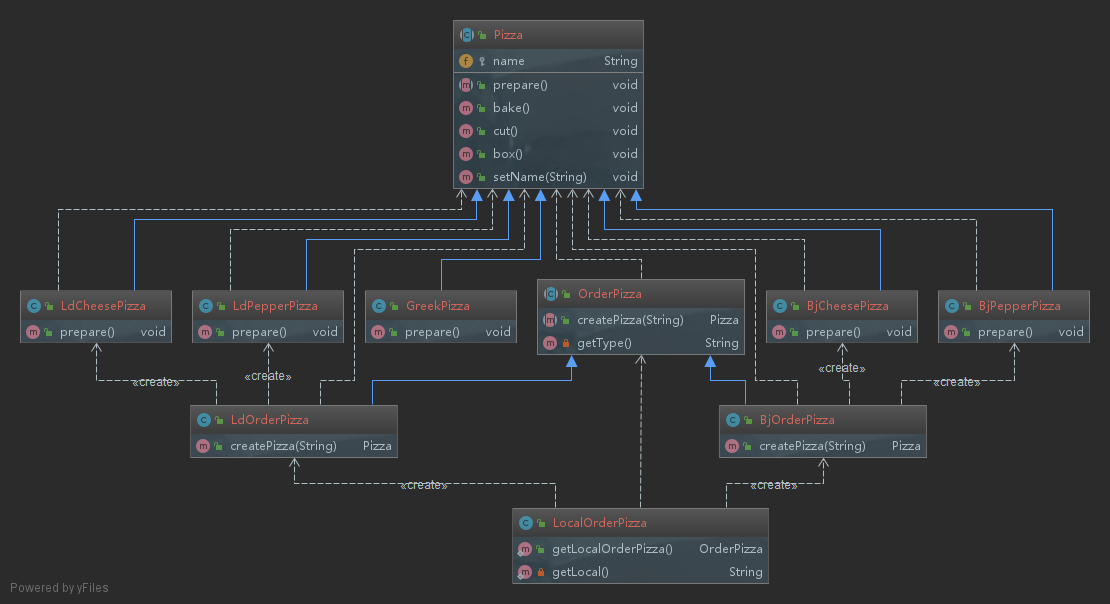 Pizza
name String
prepare() void
bake() void
cut() void
box() void
setName(String) void
LdCheesePizza
prepare() void
LdPepperPizza
prepare() void
GreekPizza
prepare() void
OrderPizza
createPizza(String) Pizza
getType() String
BjCheesePizza
prepare() void
BjPepperPizza
prepare() void
«create»
«create»
«create»
«create»
LdOrderPizza
createPizza(String) Pizza
BjOrderPizza
createPizza(String) Pizza
«create»
«create»
LocalOrderPizza
getLocalOrderPizza() OrderPizza
getLocal() String
Powered by yFiles